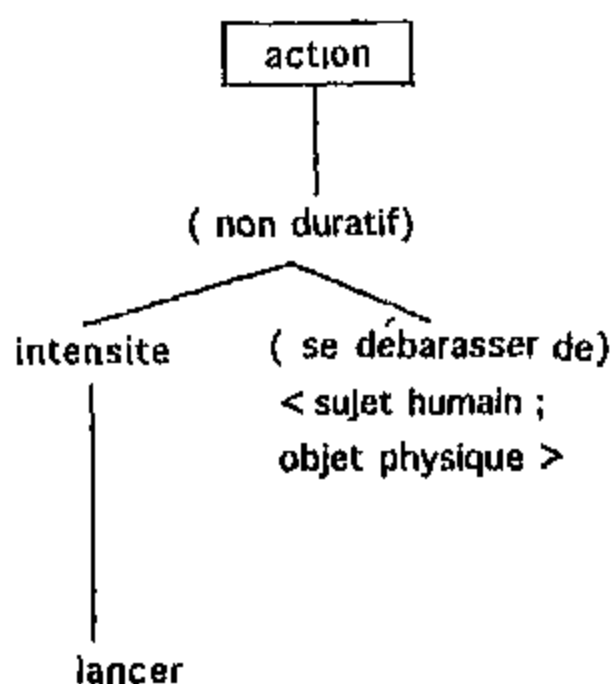 action
( non duratif)
intensite
( se débarasser de)
< sujet humain ;
objet physique >
lancer